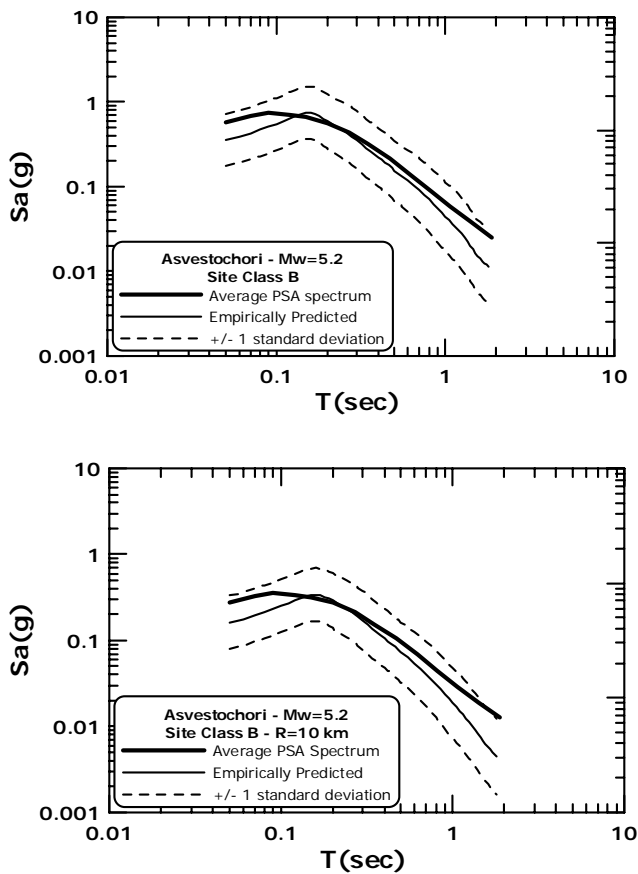 10
1
0.1
0.01
0.001
Sa(g)
Asvestochori - Mw=5.2
Site Class B
Average PSA spectrum
Empirically Predicted
+/- 1 standard deviation
0.01
0.1
1
10
T(sec)
10
1
0.1
0.01
0.001
Sa(g)
Asvestochori - Mw=5.2
Site Class B - R=10 km
Average PSA Spectrum
Empirically Predicted
+/- 1 standard deviation
0.01
0.1
1
10
T(sec)